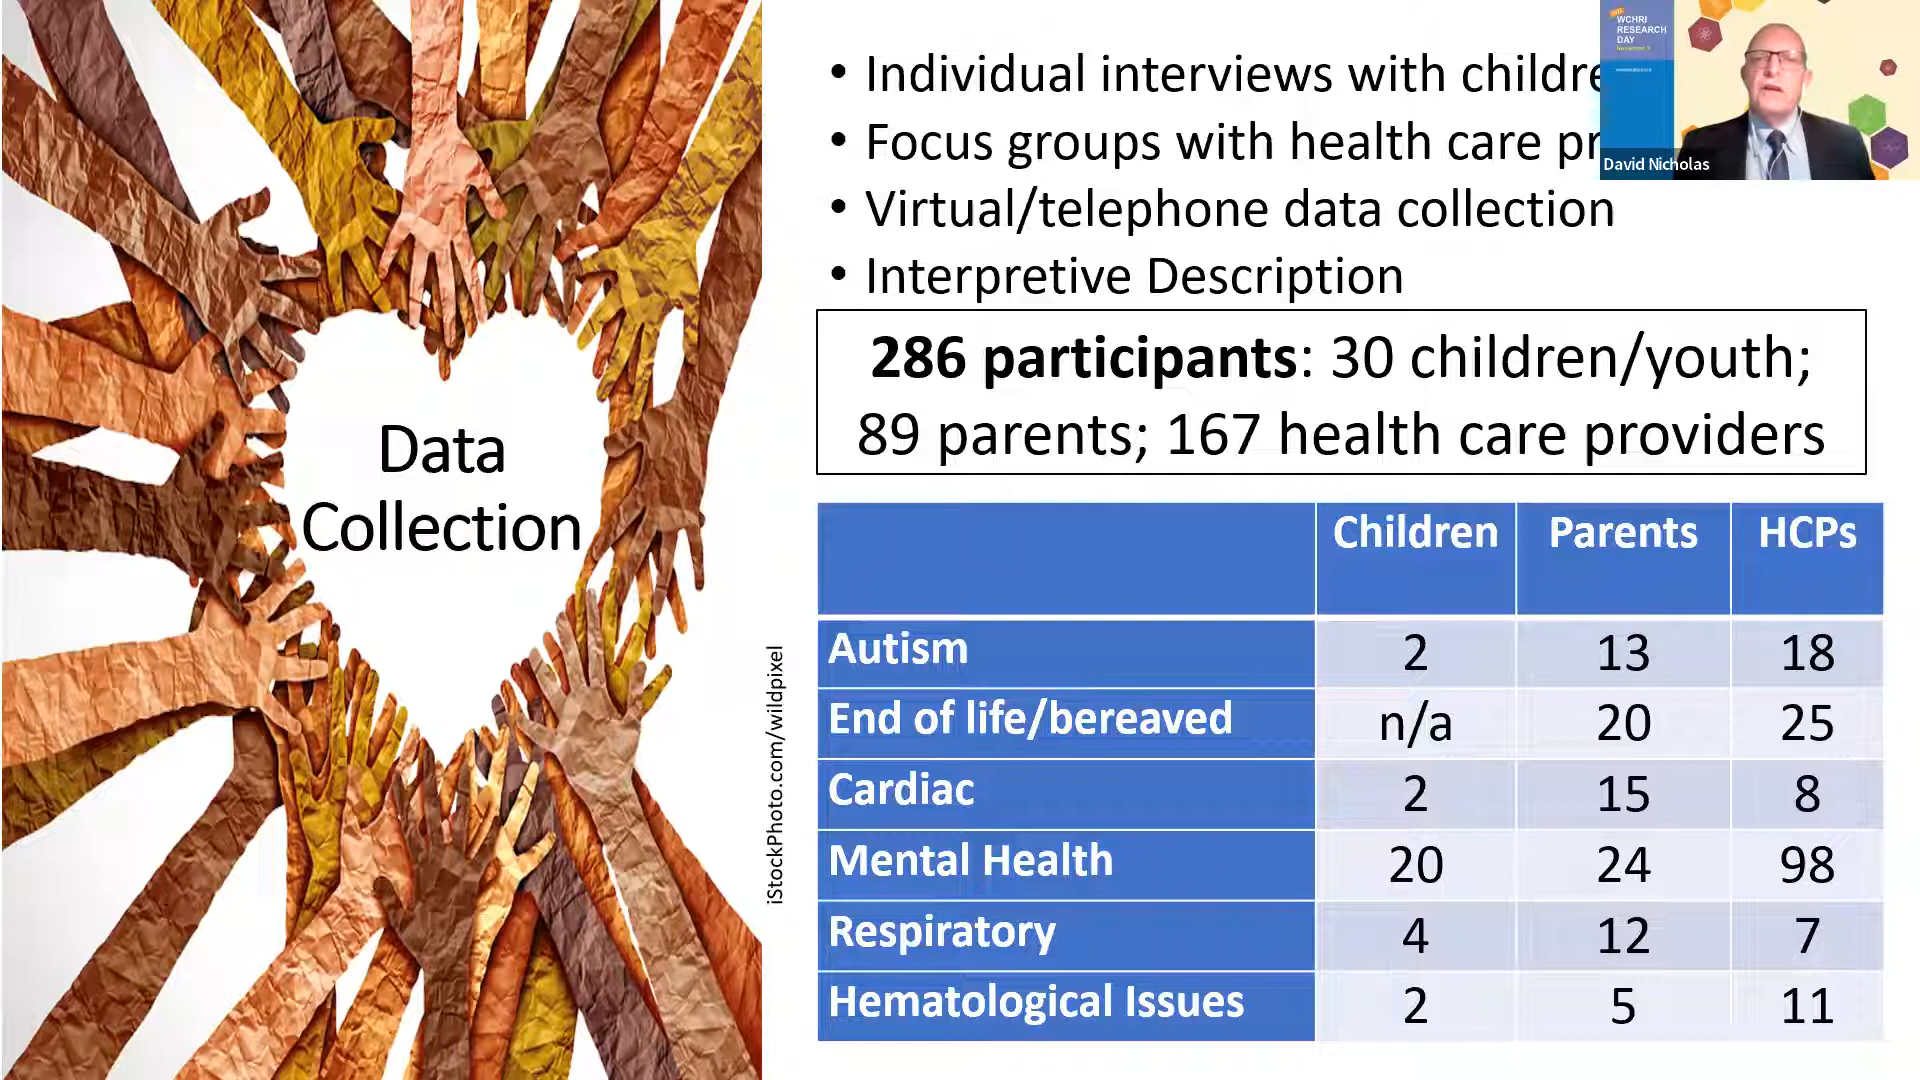 Data
Collection
iStockPhoto.com/wildpixel
• Individual interviews with
• Focus groups with health care
• Virtual/telephone data collection
• Interpretive Description
286 participants: 30 children/youth;
89 parents; 167 health care providers
Children Parents HCPs
Autism 2 13 18
End of life/bereaved n/a 20 25
Cardiac 2 15 8
Mental Health 20 24 98
Respiratory 4 12 7
Hematological Issues 2 5 11
WCHRI
RESEARCH
DAY
David Nicholas